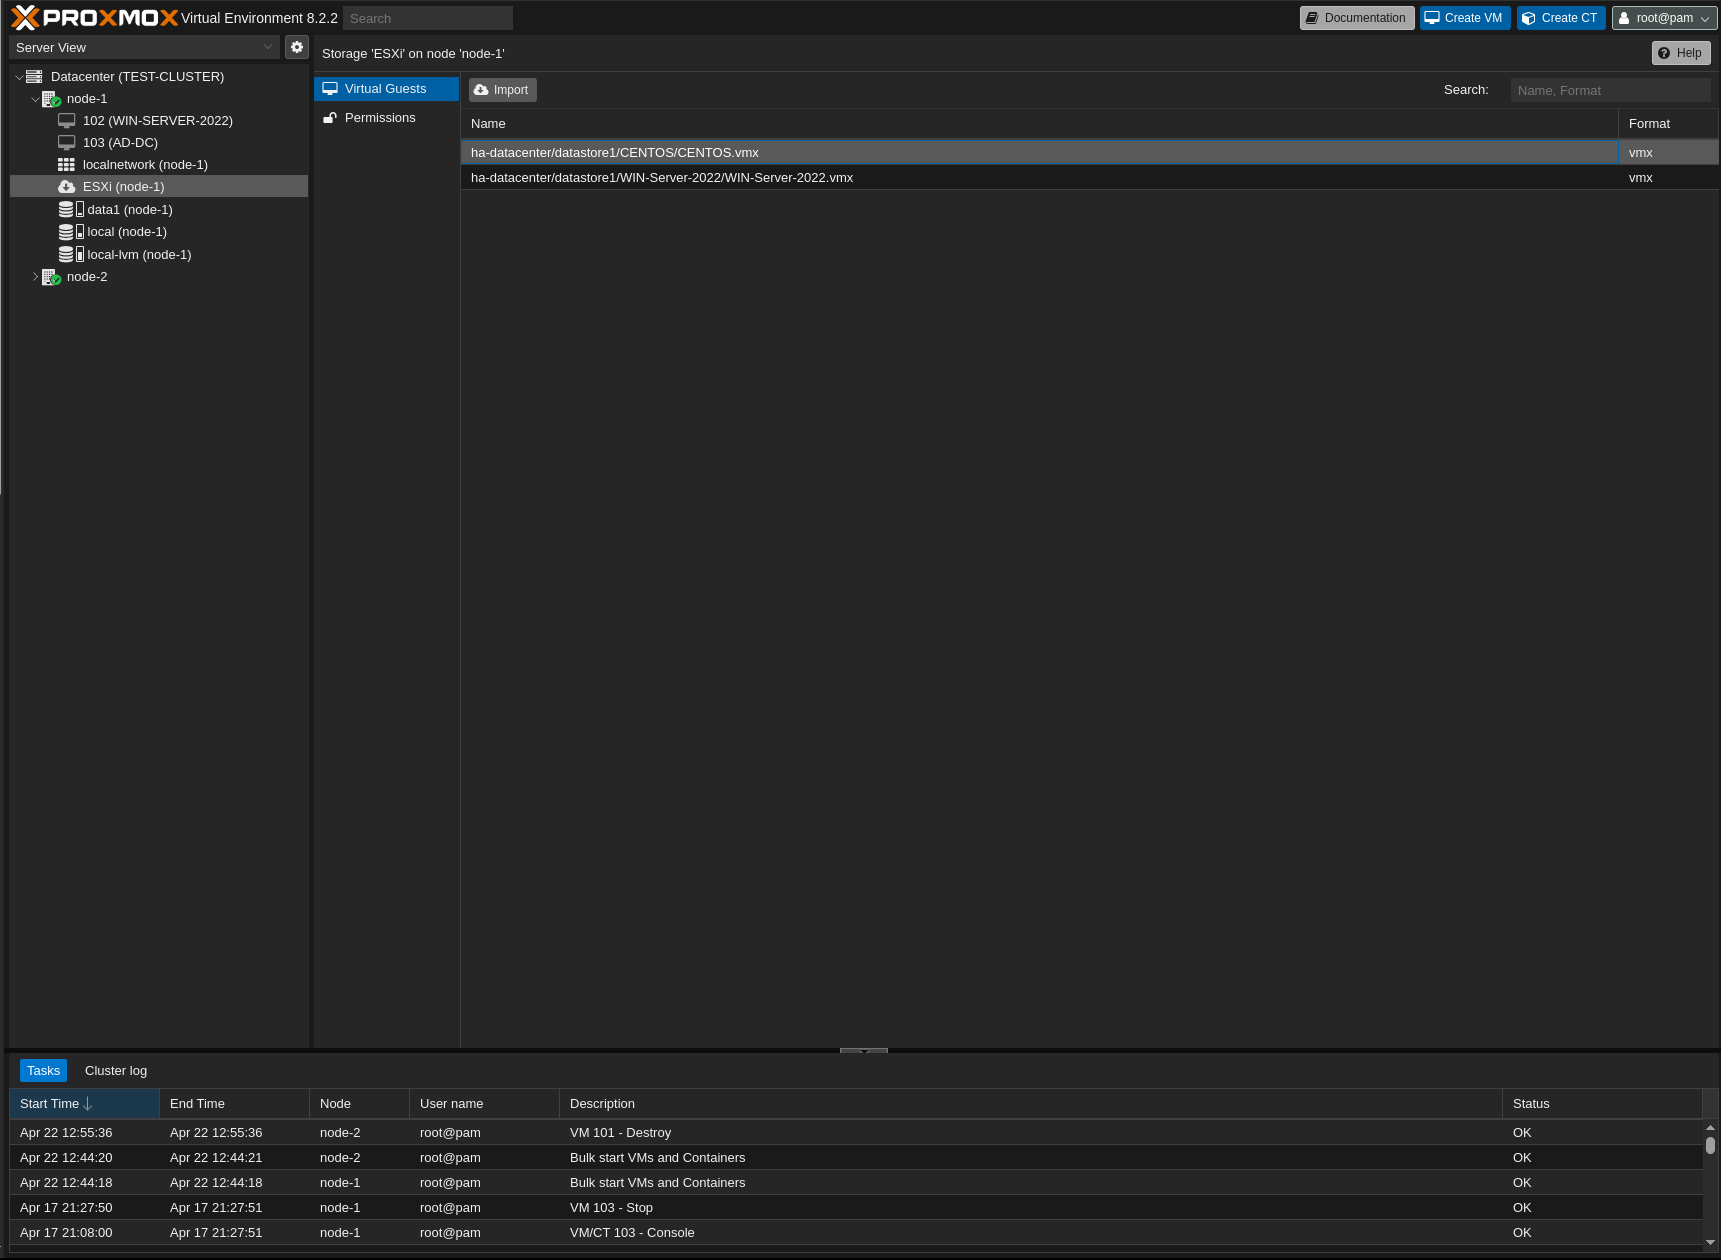 PROXMOX Virtual Environment 8.2.2 Search Documentation Create VM Create CT root@pam
Server View
Storage 'ESXi' on node 'node-1' Help
Datacenter (TEST-CLUSTER)
node-1
102 (WIN-SERVER-2022)
103 (AD-DC)
localnetwork (node-1)
ESXi (node-1)
data1 (node-1)
local (node-1)
local-lvm (node-1)
node-2
Virtual Guests
Permissions
Import Search: Name, Format
Name Format
ha-datacenter/datastore1/CENTOS/CENTOS.vmx vmx
ha-datacenter/datastore1/WIN-Server-2022/WIN-Server-2022.vmx vmx
Tasks Cluster log
Start Time End Time Node User name Description Status
Apr 22 12:55:36 Apr 22 12:55:36 node-2 root@pam VM 101 - Destroy OK
Apr 22 12:44:20 Apr 22 12:44:21 node-2 root@pam Bulk start VMs and Containers OK
Apr 22 12:44:18 Apr 22 12:44:18 node-1 root@pam Bulk start VMs and Containers OK
Apr 17 21:27:50 Apr 17 21:27:51 node-1 root@pam VM 103 - Stop OK
Apr 17 21:08:00 Apr 17 21:27:51 node-1 root@pam VM/CT 103 - Console OK